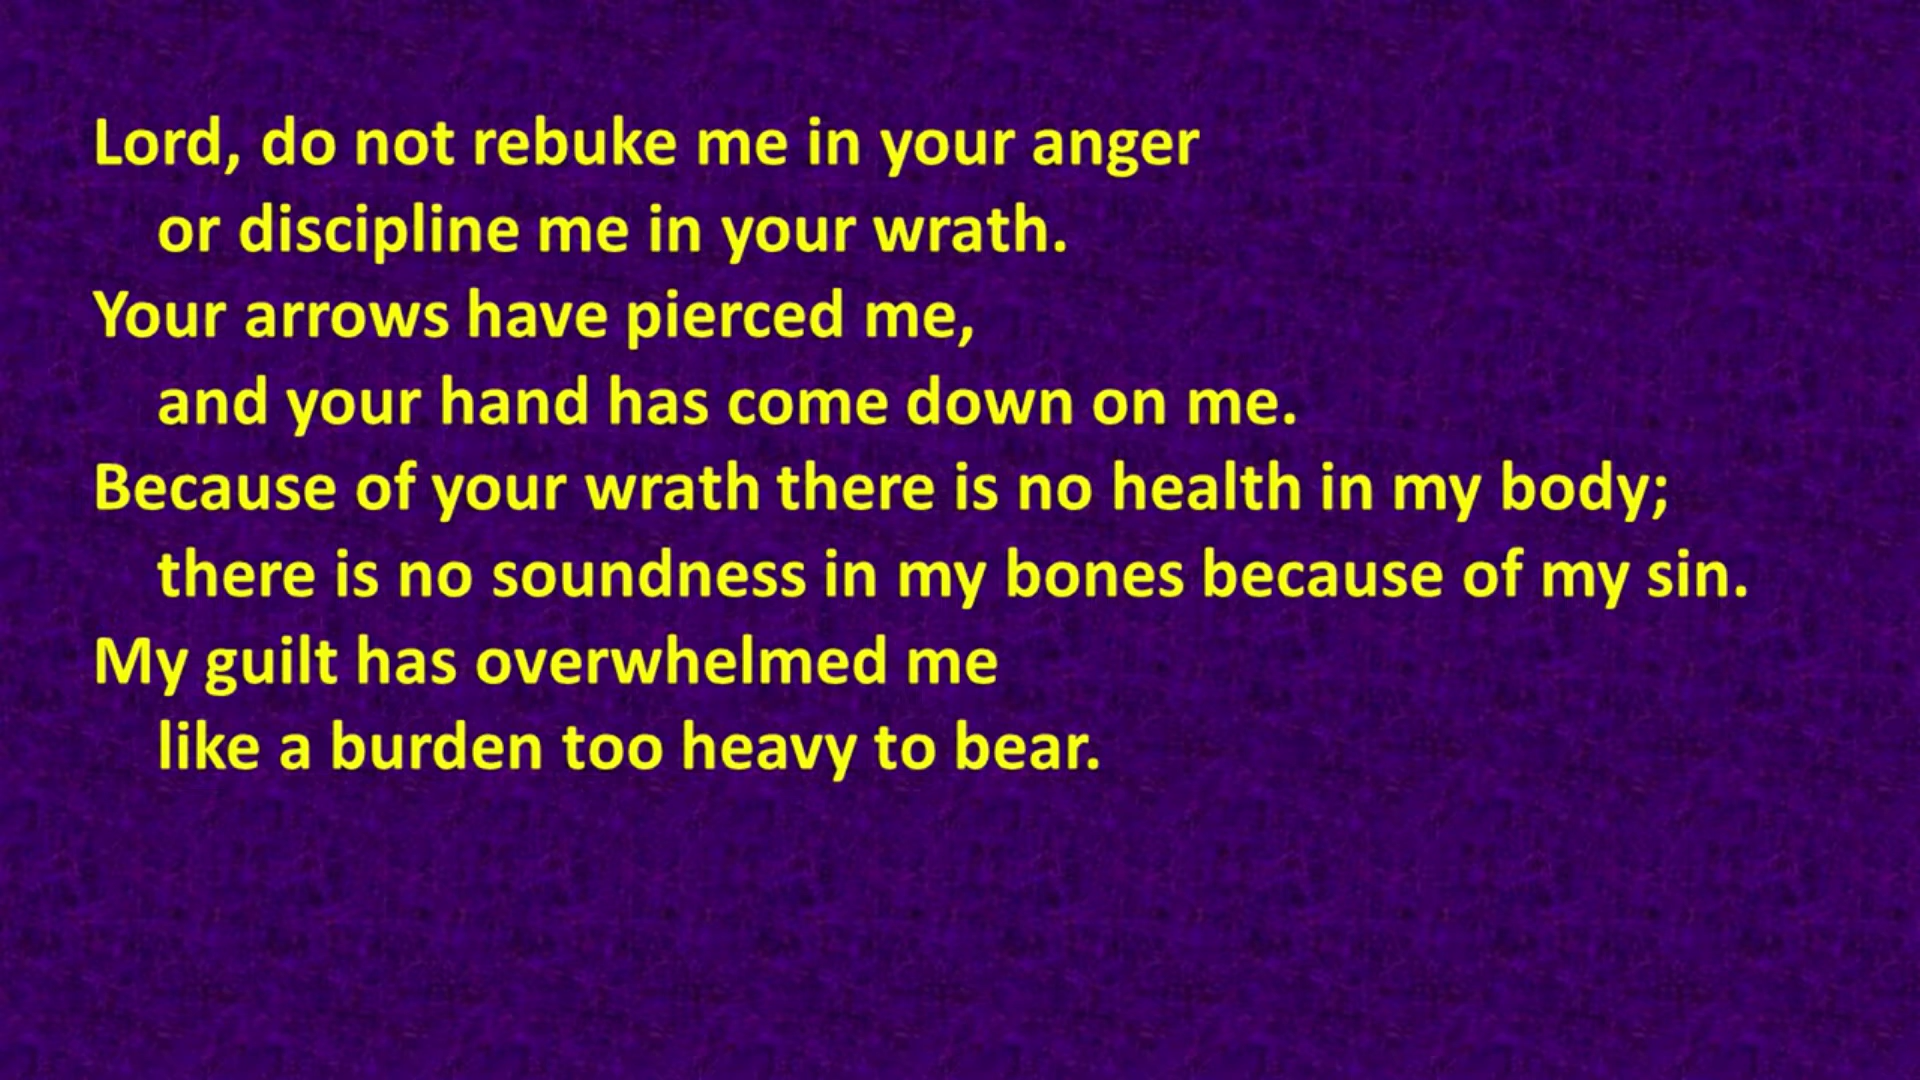 Lord, do not rebuke me in your anger
or discipline me in your wrath.
Your arrows have pierced me,
and your hand has come down on me.
Because of your wrath there is no health in my body;
there is no soundness in my bones because of my sin.
My guilt has overwhelmed me
like a burden too heavy to bear.